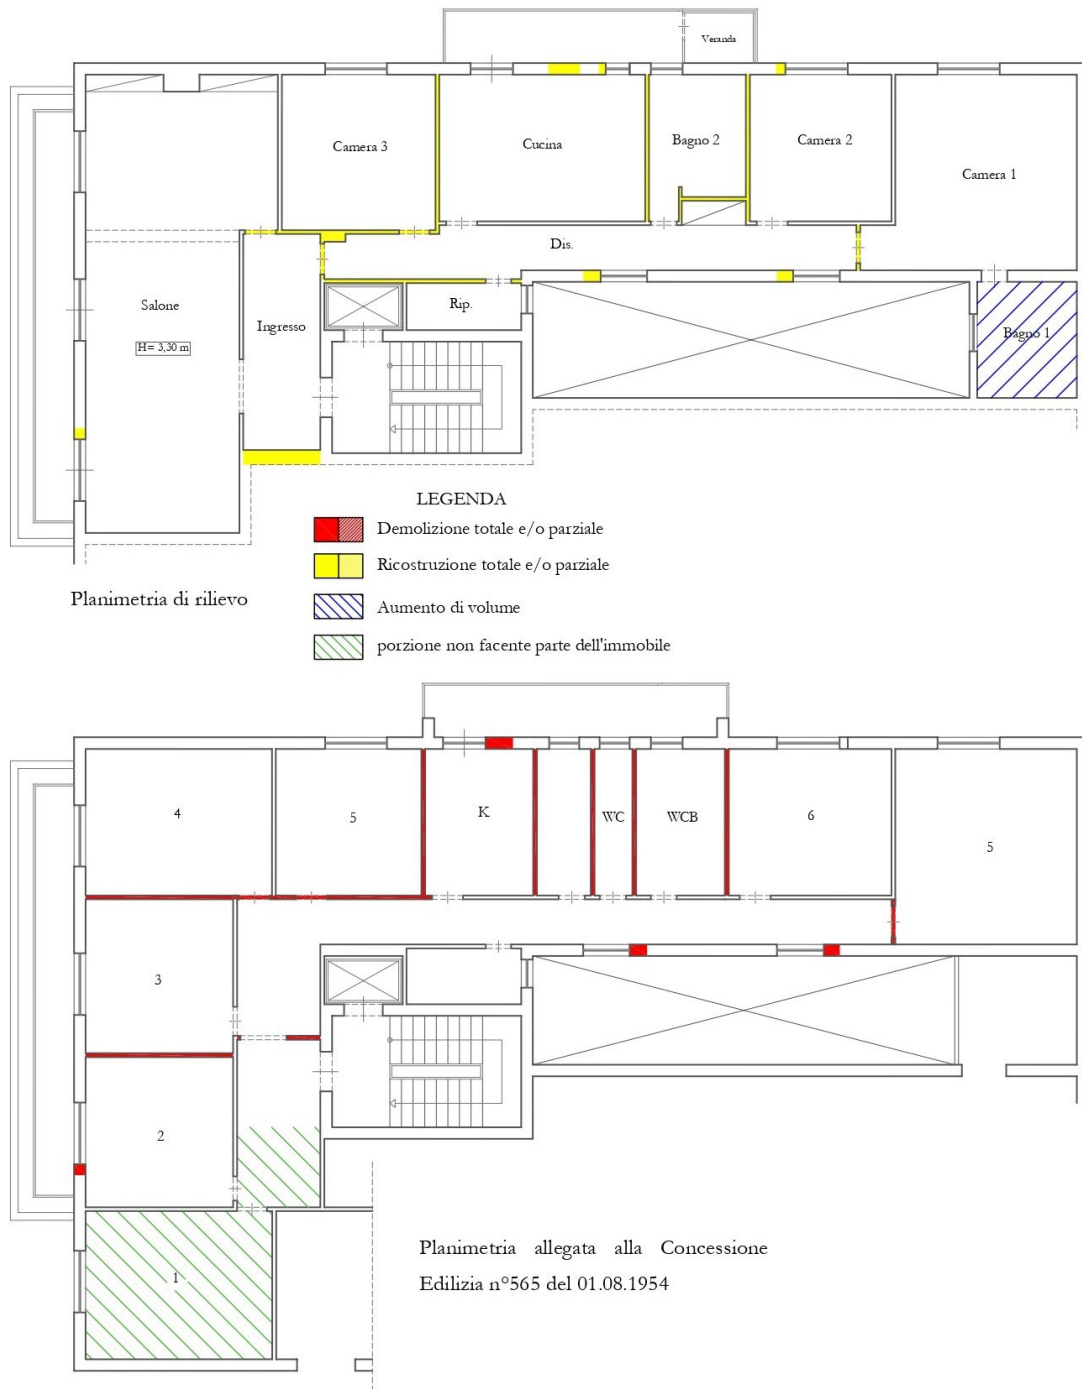 Veranda
Camera 3
Cucina
Bagno 2
Camera 2
Camera 1
Dis.
Salone
H= 3,30 m
Ingresso
Rip.
Bagno 1
LEGENDA
Demolizione totale e/o parziale
Ricostruzione totale e/o parziale
Aumento di volume
porzione non facente parte dell'immobile
Planimetria di rilievo
4
5
K
WC
WCB
6
5
3
2
1
Planimetria allegata alla Concessione
Edilizia n°565 del 01.08.1954